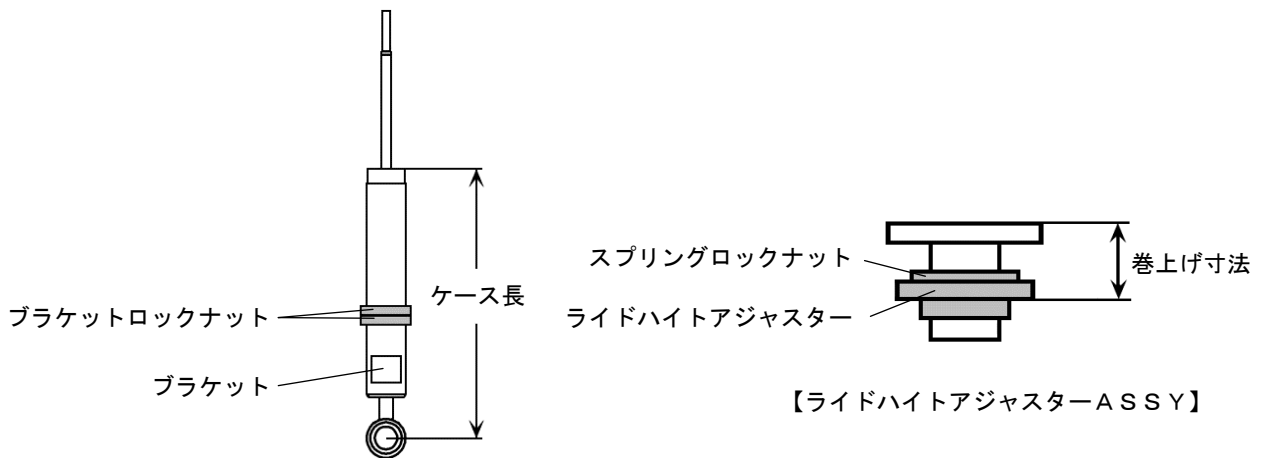 ケース長
ブラケットロックナット
ブラケット
スプリングロックナット
ライドハイトアジャスター
巻上げ寸法
【ライドハイトアジャスターＡＳＳＹ】